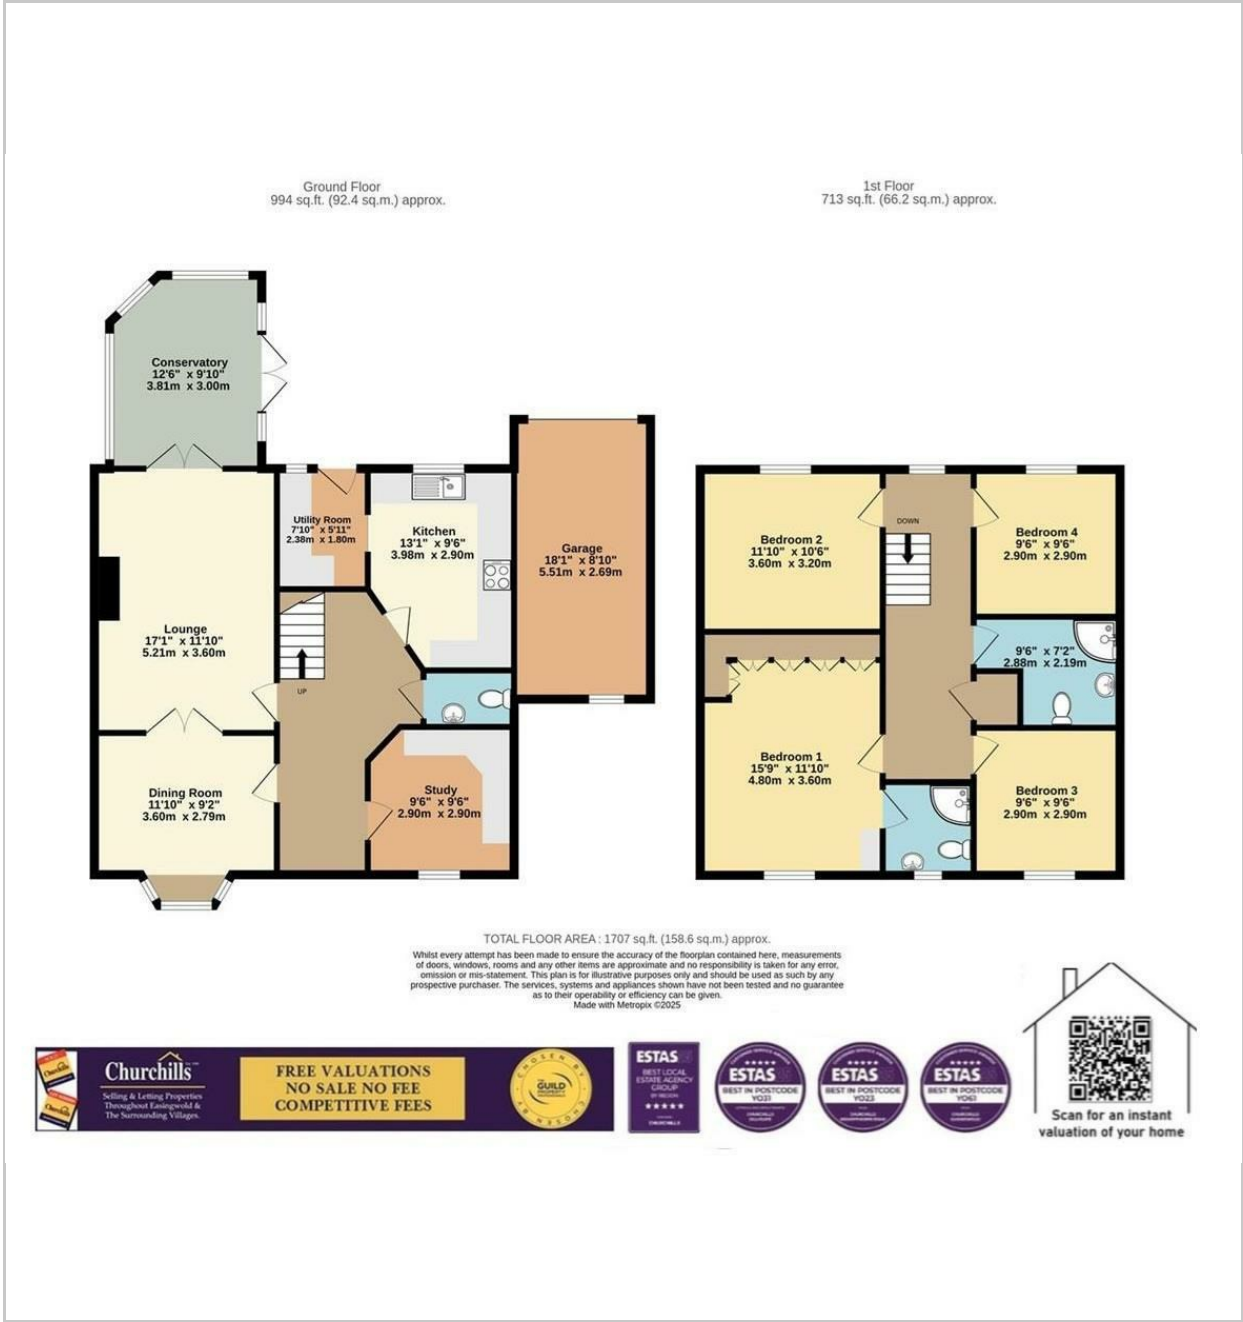 Ground Floor
994 sq.ft. (92.4 sq.m.) approx.
1st Floor
713 sq.ft. (66.2 sq.m.) approx.
Conservatory
12'6" x 9'10"
3.81m x 3.00m
Utility Room
7'10" x 5'11"
2.38m x 1.80m
Kitchen
13'1" x 9'6"
3.98m x 2.90m
Garage
18'1" x 8'10"
5.51m x 2.69m
Lounge
17'1" x 11'10"
5.21m x 3.60m
UP
Dining Room
11'10" x 9'2"
3.60m x 2.79m
Study
9'6" x 9'6"
2.90m x 2.90m
Bedroom 2
11'10" x 10'6"
3.60m x 3.20m
DOWN
Bedroom 4
9'6" x 9'6"
2.90m x 2.90m
9'6" x 7'2"
2.88m x 2.19m
Bedroom 1
15'9" x 11'10"
4.80m x 3.60m
Bedroom 3
9'6" x 9'6"
2.90m x 2.90m
TOTAL FLOOR AREA : 1707 sq.ft. (158.6 sq.m.) approx.
Whilst every attempt has been made to ensure the accuracy of the floorplan contained here, measurements
of doors, windows, rooms and any other items are approximate and no responsibility is taken for any error,
omission or mis-statement. This plan is for illustrative purposes only and should be used as such by any
prospective purchaser. The services, systems and appliances shown have not been tested and no guarantee
as to their operability or efficiency can be given.
Made with Metropix ©2025
Churchills
Churchills
Churchills
Selling & Letting Properties
Throughout Easingwold &
The Surrounding Villages.
FREE VALUATIONS
NO SALE NO FEE
COMPETITIVE FEES
CHOSEN BY
THE
GUILD
PROPERTY
CHOSEN BY
ESTAS
BEST LOCAL
ESTATE AGENCY
GROUP
★★★★★
CHURCHILLS
★★★★★
ESTAS
BEST IN POSTCODE
YO31
CHURCHILLS
★★★★★
ESTAS
BEST IN POSTCODE
YO23
CHURCHILLS
★★★★★
ESTAS
BEST IN POSTCODE
YO61
CHURCHILLS
Scan for an instant
valuation of your home